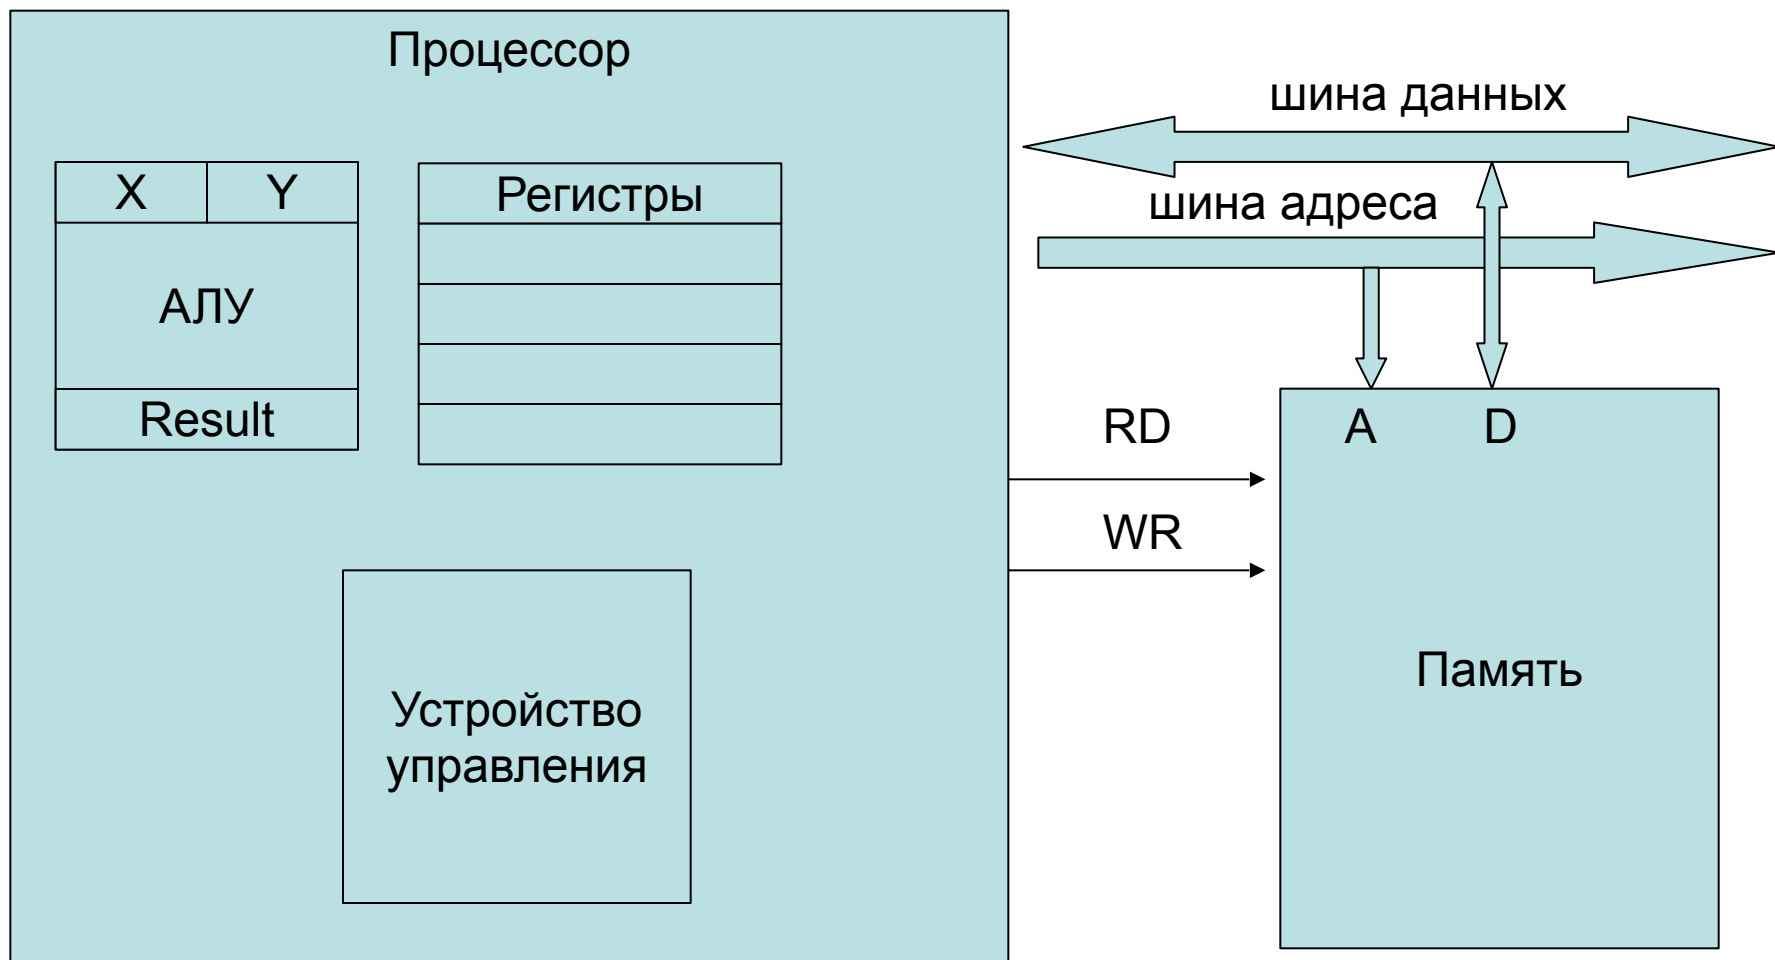 Процессор
шина данных
X Y
Регистры
шина адреса
АЛУ
Result
RD
A D
WR
Память
Устройство
управления